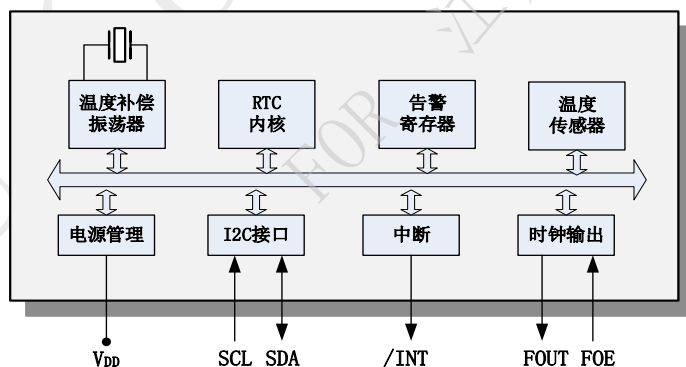 温度补偿
振荡器
RTC
内核
告警
寄存器
温度
传感器
电源管理
I2C接口
中断
时钟输出
VDD
SCL SDA
/INT
FOUT FOE
FOR